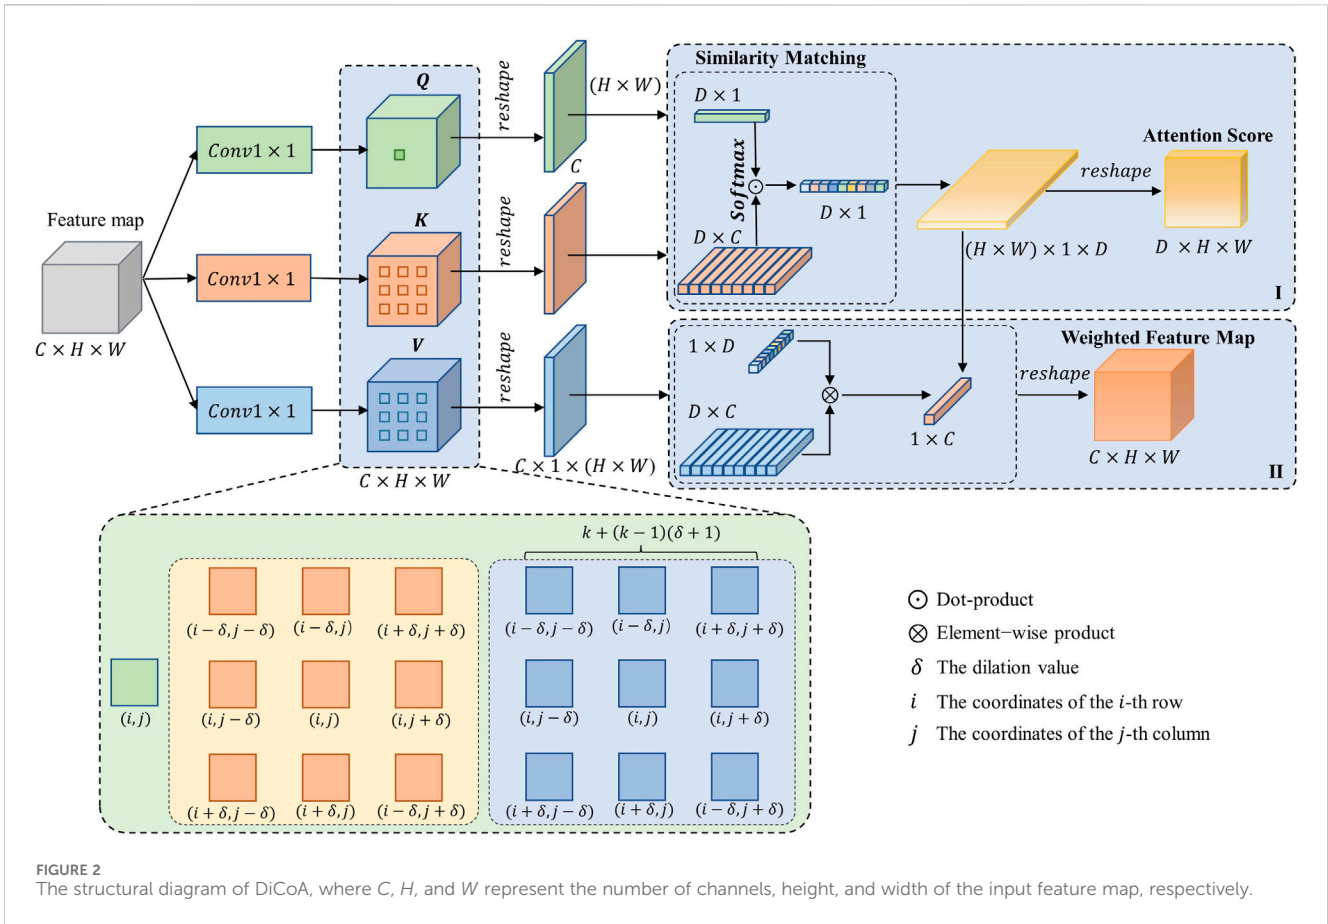 Feature map
C × H × W
Conv1 × 1
Conv1 × 1
Conv1 × 1
Q
K
V
C × H × W
reshape
reshape
reshape
(H × W)
C
C × 1 × (H × W)
Similarity Matching
D × 1
Softmax
D × 1
D × C
(H × W) × 1 × D
reshape
Attention Score
D × H × W
I
1 × D
D × C
1 × C
reshape
Weighted Feature Map
C × H × W
II
k + (k − 1)(δ + 1)
(i, j)
(i − δ, j − δ)
(i − δ, j)
(i + δ, j + δ)
(i, j − δ)
(i, j)
(i, j + δ)
(i + δ, j − δ)
(i + δ, j)
(i − δ, j + δ)
(i − δ, j − δ)
(i − δ, j)
(i + δ, j + δ)
(i, j − δ)
(i, j)
(i, j + δ)
(i + δ, j − δ)
(i + δ, j)
(i − δ, j + δ)
⊙ Dot-product
⊗ Element−wise product
δ The dilation value
i The coordinates of the i-th row
j The coordinates of the j-th column
FIGURE 2
The structural diagram of DiCoA, where C, H, and W represent the number of channels, height, and width of the input feature map, respectively.